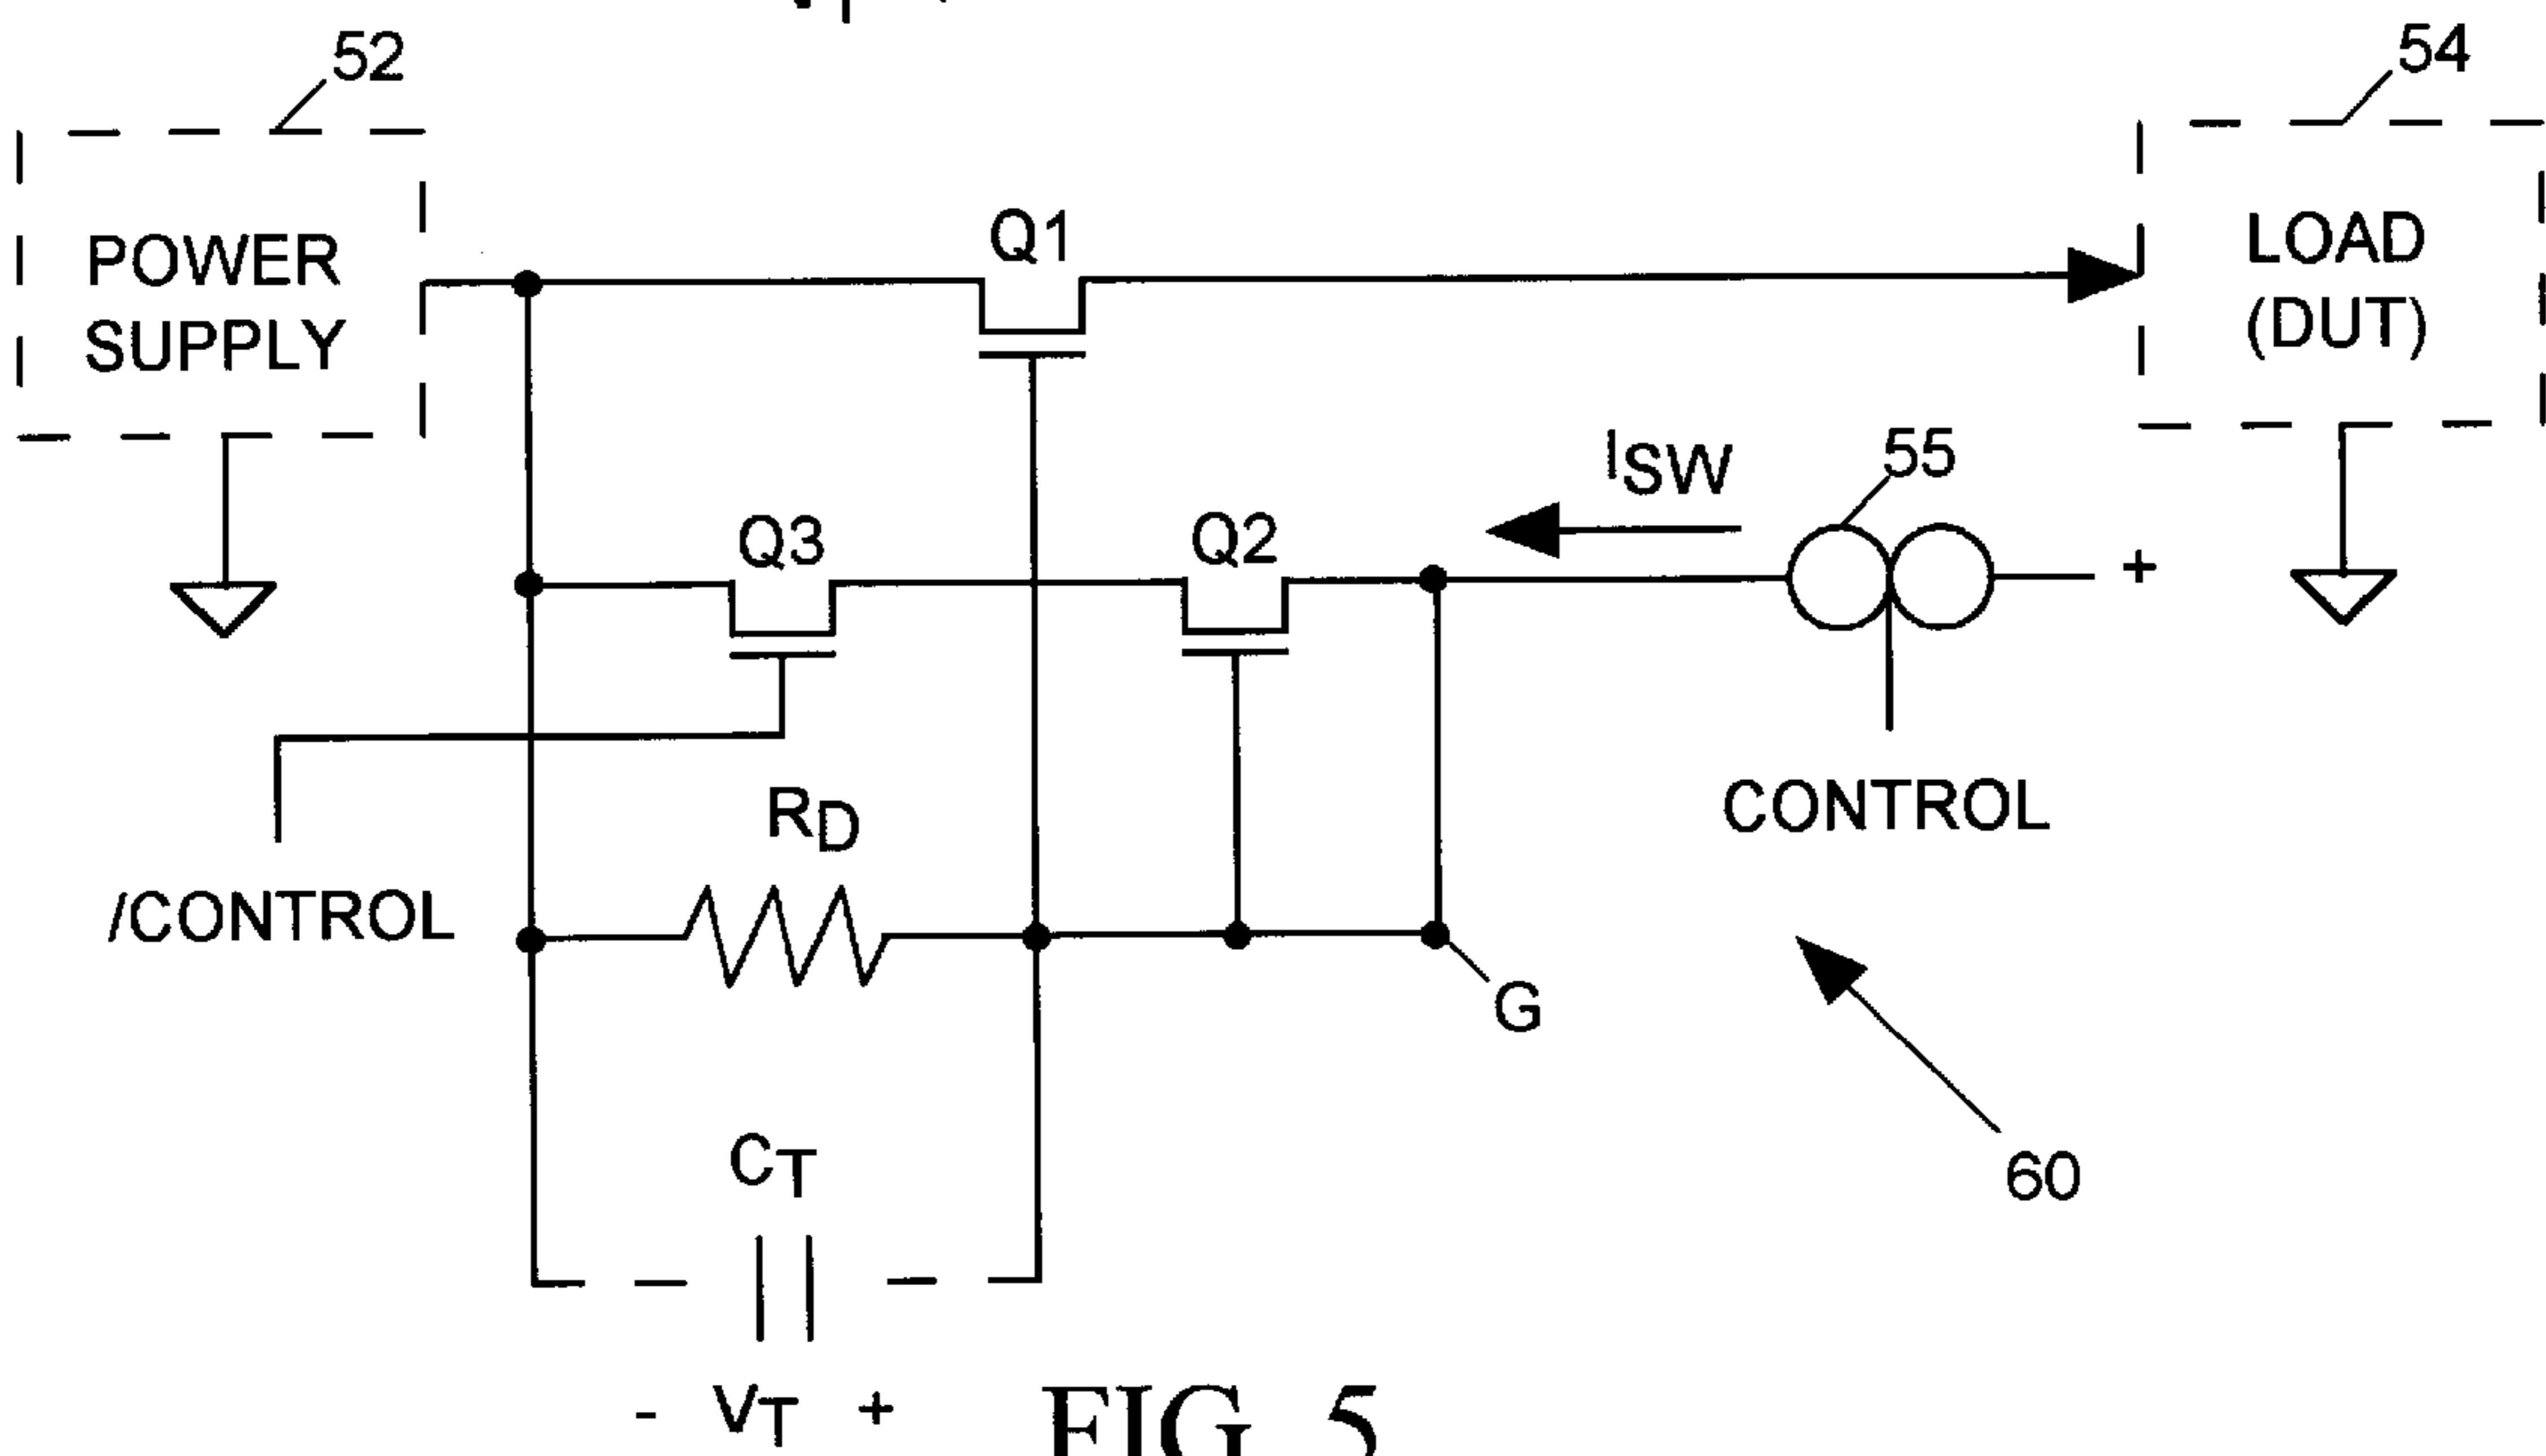 52
54
POWER
SUPPLY
Q1
LOAD
(DUT)
ISW
55
Q3
Q2
+
CONTROL
RD
/CONTROL
G
CT
60
- VT +
FIG. 5